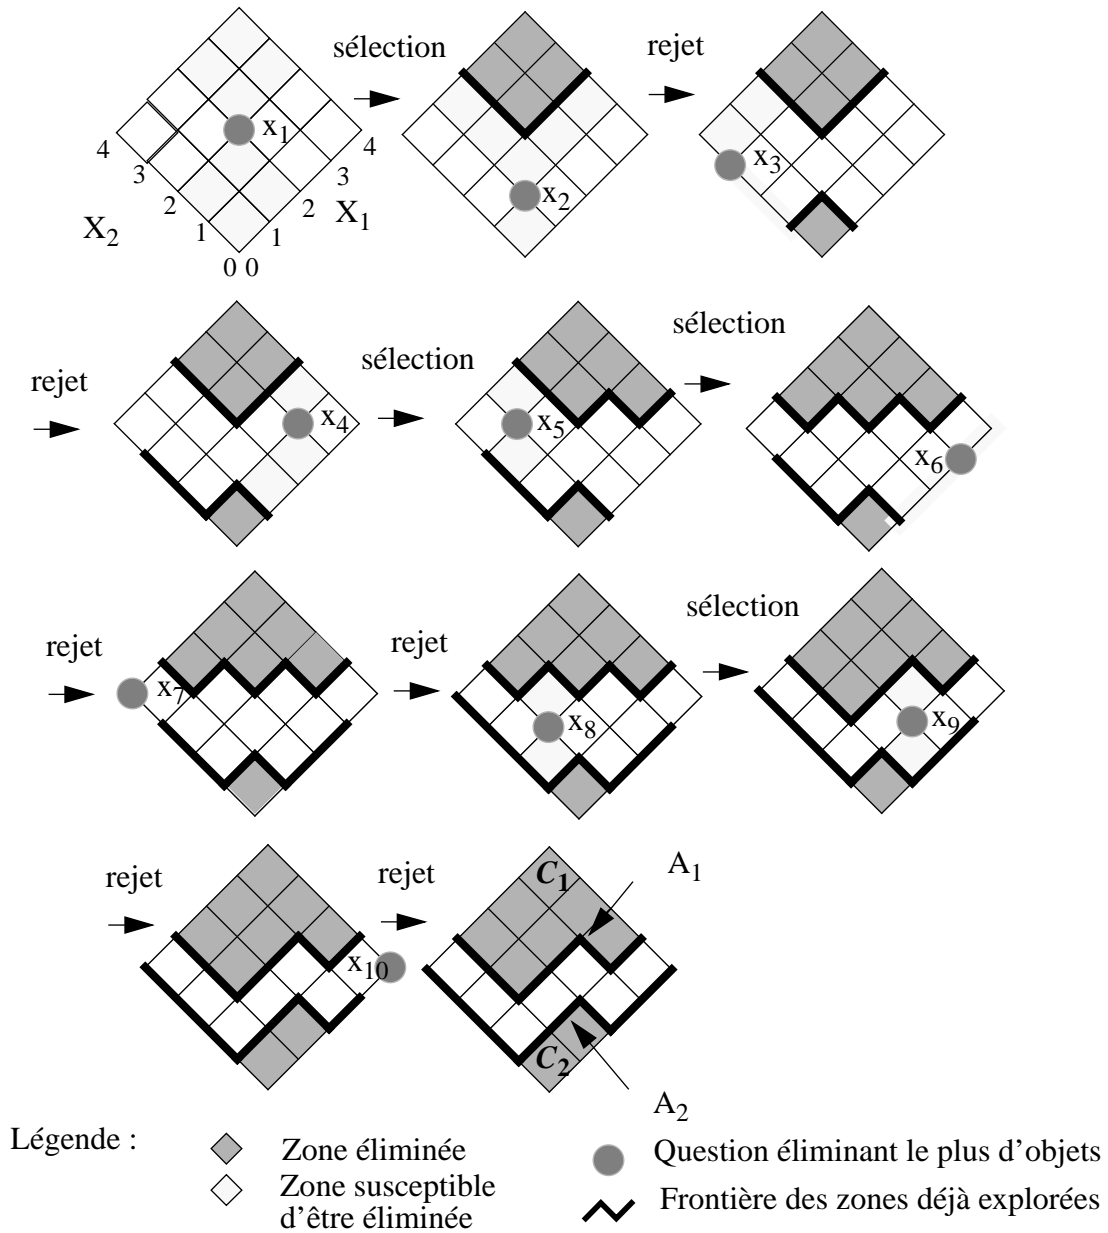 sélection
rejet
x1
x2
x3
4
3
2
1
0 0
1
2
3
4
X2
X1
rejet
sélection
sélection
x4
x5
x6
rejet
rejet
sélection
x7
x8
x9
rejet
rejet
x10
C1
A1
C2
A2
Légende :
Zone éliminée
Zone susceptible
d'être éliminée
Question éliminant le plus d'objets
Frontière des zones déjà explorées